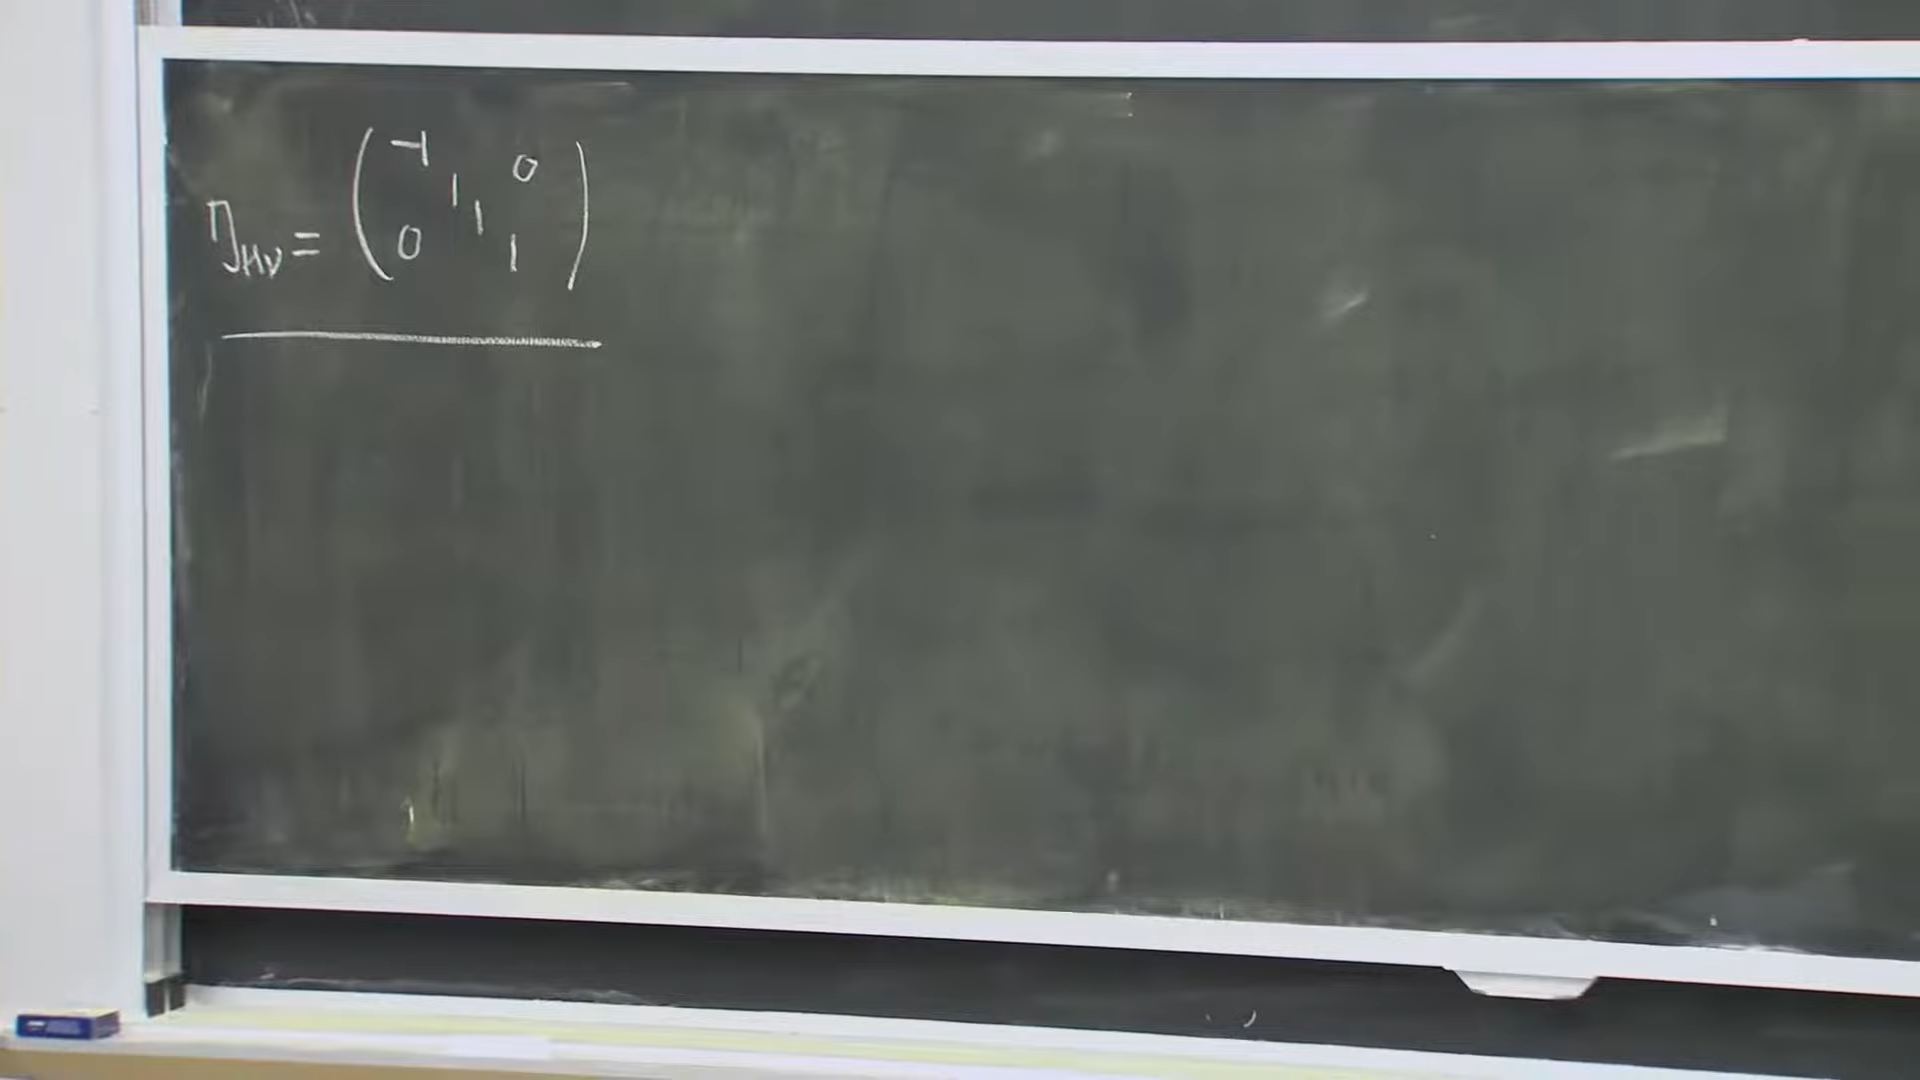 η_μν = ( -1 1 1 1 0 0 )